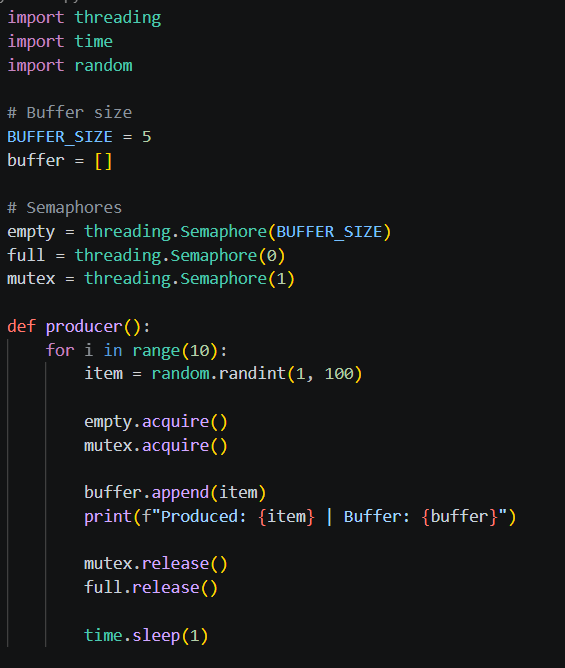 import threading
import time
import random

# Buffer size
BUFFER_SIZE = 5
buffer = []

# Semaphores
empty = threading.Semaphore(BUFFER_SIZE)
full = threading.Semaphore(0)
mutex = threading.Semaphore(1)

def producer():
    for i in range(10):
        item = random.randint(1, 100)

        empty.acquire()
        mutex.acquire()

        buffer.append(item)
        print(f"Produced: {item} | Buffer: {buffer}")

        mutex.release()
        full.release()

        time.sleep(1)